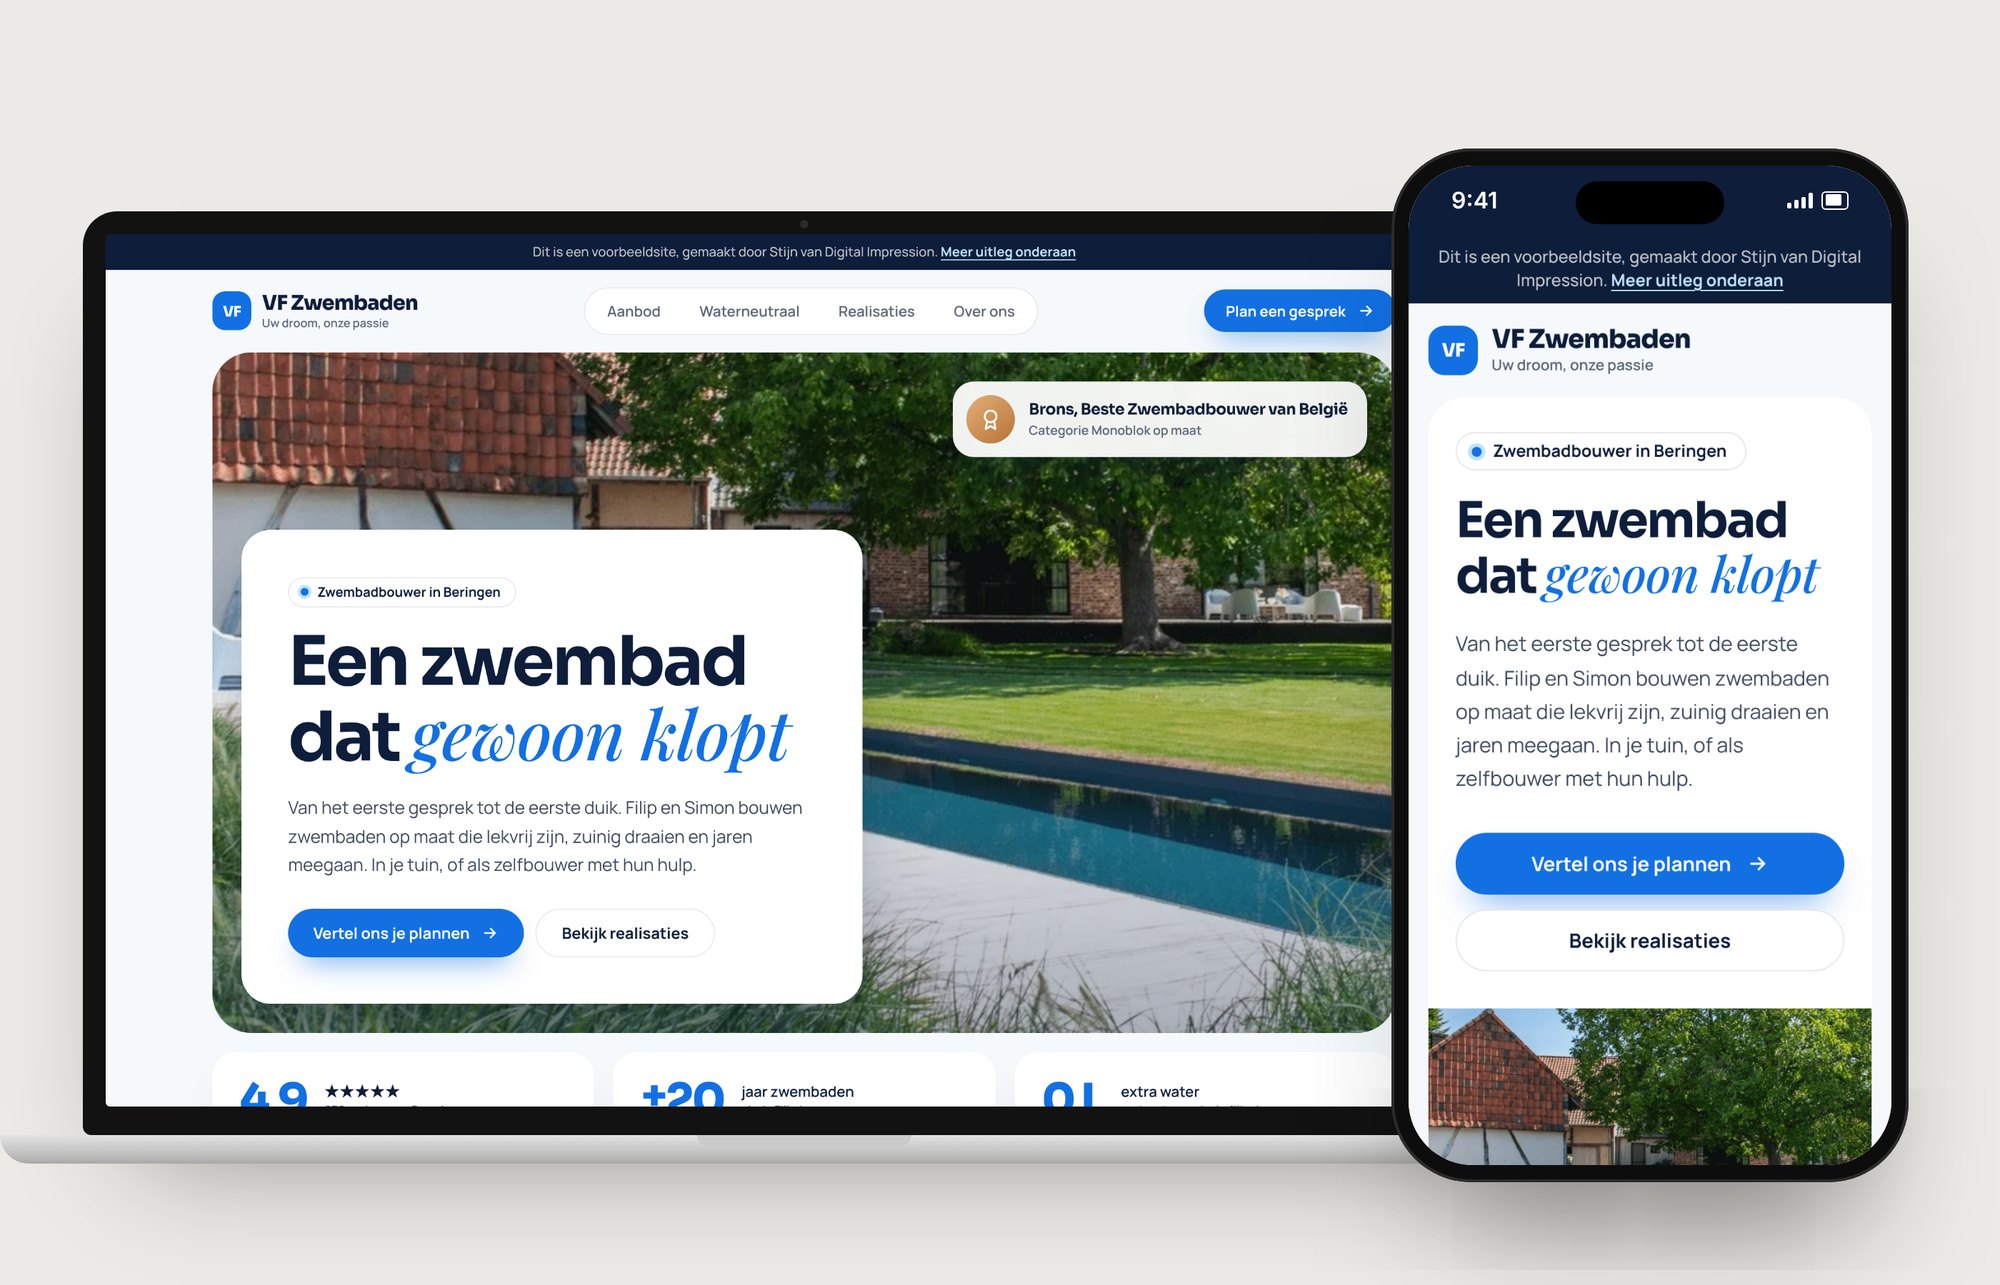 Dit is een voorbeeldsite, gemaakt door Stijn van Digital Impression. Meer uitleg onderaan
VF
VF Zwembaden
Uw droom, onze passie
Aanbod
Waterneutraal
Realisaties
Over ons
Plan een gesprek →
Brons, Beste Zwembadbouwer van België
Categorie Monoblok op maat
Zwembadbouwer in Beringen
Een zwembad
dat gewoon klopt
Van het eerste gesprek tot de eerste duik. Filip en Simon bouwen
zwembaden op maat die lekvrij zijn, zuinig draaien en jaren
meegaan. In je tuin, of als zelfbouwer met hun hulp.
Vertel ons je plannen →
Bekijk realisaties
4,9
★★★★★
+20
jaar zwembaden
extra water
9:41
Dit is een voorbeeldsite, gemaakt door Stijn van Digital
Impression. Meer uitleg onderaan
VF
VF Zwembaden
Uw droom, onze passie
Zwembadbouwer in Beringen
Een zwembad
dat gewoon klopt
Van het eerste gesprek tot de eerste
duik. Filip en Simon bouwen zwembaden
op maat die lekvrij zijn, zuinig draaien en
jaren meegaan. In je tuin, of als
zelfbouwer met hun hulp.
Vertel ons je plannen →
Bekijk realisaties